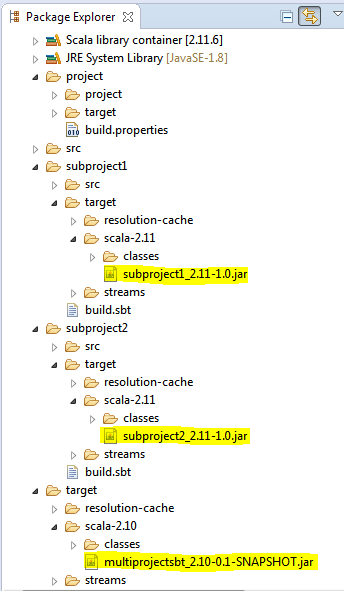 Package Explorer
Scala library container [2.11.6]
JRE System Library [JavaSE-1.8]
project
project
target
build.properties
src
subproject1
src
target
resolution-cache
scala-2.11
classes
subproject1_2.11-1.0.jar
streams
build.sbt
subproject2
src
target
resolution-cache
scala-2.11
classes
subproject2_2.11-1.0.jar
streams
build.sbt
target
resolution-cache
scala-2.10
classes
multiprojectsbt_2.10-0.1-SNAPSHOT.jar
streams